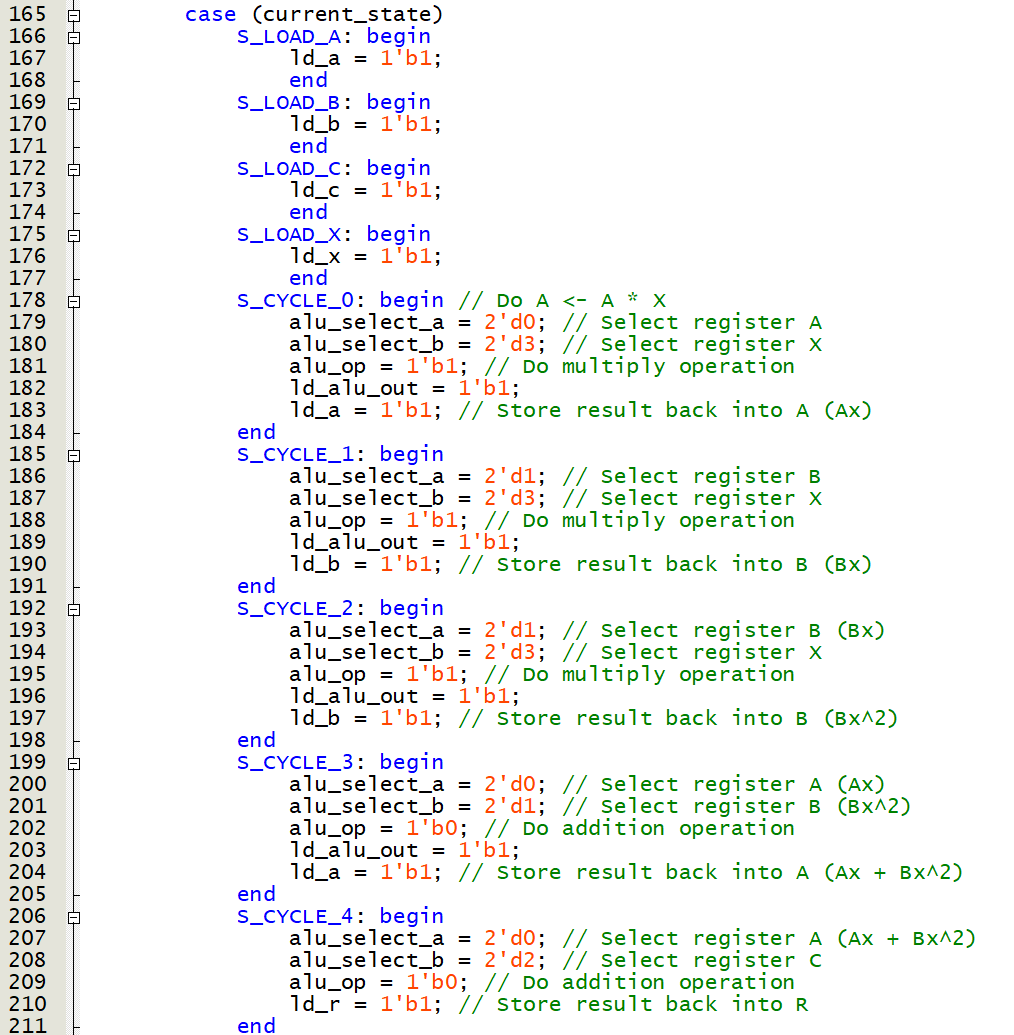 165 case (current_state)
166 S_LOAD_A: begin
167 ld_a = 1'b1;
168 end
169 S_LOAD_B: begin
170 ld_b = 1'b1;
171 end
172 S_LOAD_C: begin
173 ld_c = 1'b1;
174 end
175 S_LOAD_X: begin
176 ld_x = 1'b1;
177 end
178 S_CYCLE_0: begin // Do A <- A * X
179 alu_select_a = 2'd0; // Select register A
180 alu_select_b = 2'd3; // Select register X
181 alu_op = 1'b1; // Do multiply operation
182 ld_alu_out = 1'b1;
183 ld_a = 1'b1; // Store result back into A (Ax)
184 end
185 S_CYCLE_1: begin
186 alu_select_a = 2'd1; // Select register B
187 alu_select_b = 2'd3; // Select register X
188 alu_op = 1'b1; // Do multiply operation
189 ld_alu_out = 1'b1;
190 ld_b = 1'b1; // Store result back into B (Bx)
191 end
192 S_CYCLE_2: begin
193 alu_select_a = 2'd1; // Select register B (Bx)
194 alu_select_b = 2'd3; // Select register X
195 alu_op = 1'b1; // Do multiply operation
196 ld_alu_out = 1'b1;
197 ld_b = 1'b1; // Store result back into B (Bx^2)
198 end
199 S_CYCLE_3: begin
200 alu_select_a = 2'd0; // Select register A (Ax)
201 alu_select_b = 2'd1; // Select register B (Bx^2)
202 alu_op = 1'b0; // Do addition operation
203 ld_alu_out = 1'b1;
204 ld_a = 1'b1; // Store result back into A (Ax + Bx^2)
205 end
206 S_CYCLE_4: begin
207 alu_select_a = 2'd0; // Select register A (Ax + Bx^2)
208 alu_select_b = 2'd2; // Select register C
209 alu_op = 1'b0; // Do addition operation
210 ld_r = 1'b1; // Store result back into R
211 end